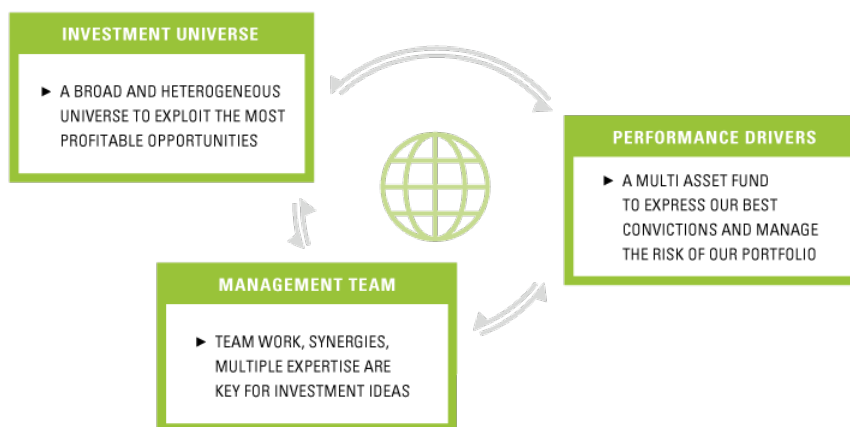 INVESTMENT UNIVERSE
► A BROAD AND HETEROGENEOUS
UNIVERSE TO EXPLOIT THE MOST
PROFITABLE OPPORTUNITIES
PERFORMANCE DRIVERS
► A MULTI ASSET FUND
TO EXPRESS OUR BEST
CONVICTIONS AND MANAGE
THE RISK OF OUR PORTFOLIO
MANAGEMENT TEAM
► TEAM WORK, SYNERGIES,
MULTIPLE EXPERTISE ARE
KEY FOR INVESTMENT IDEAS